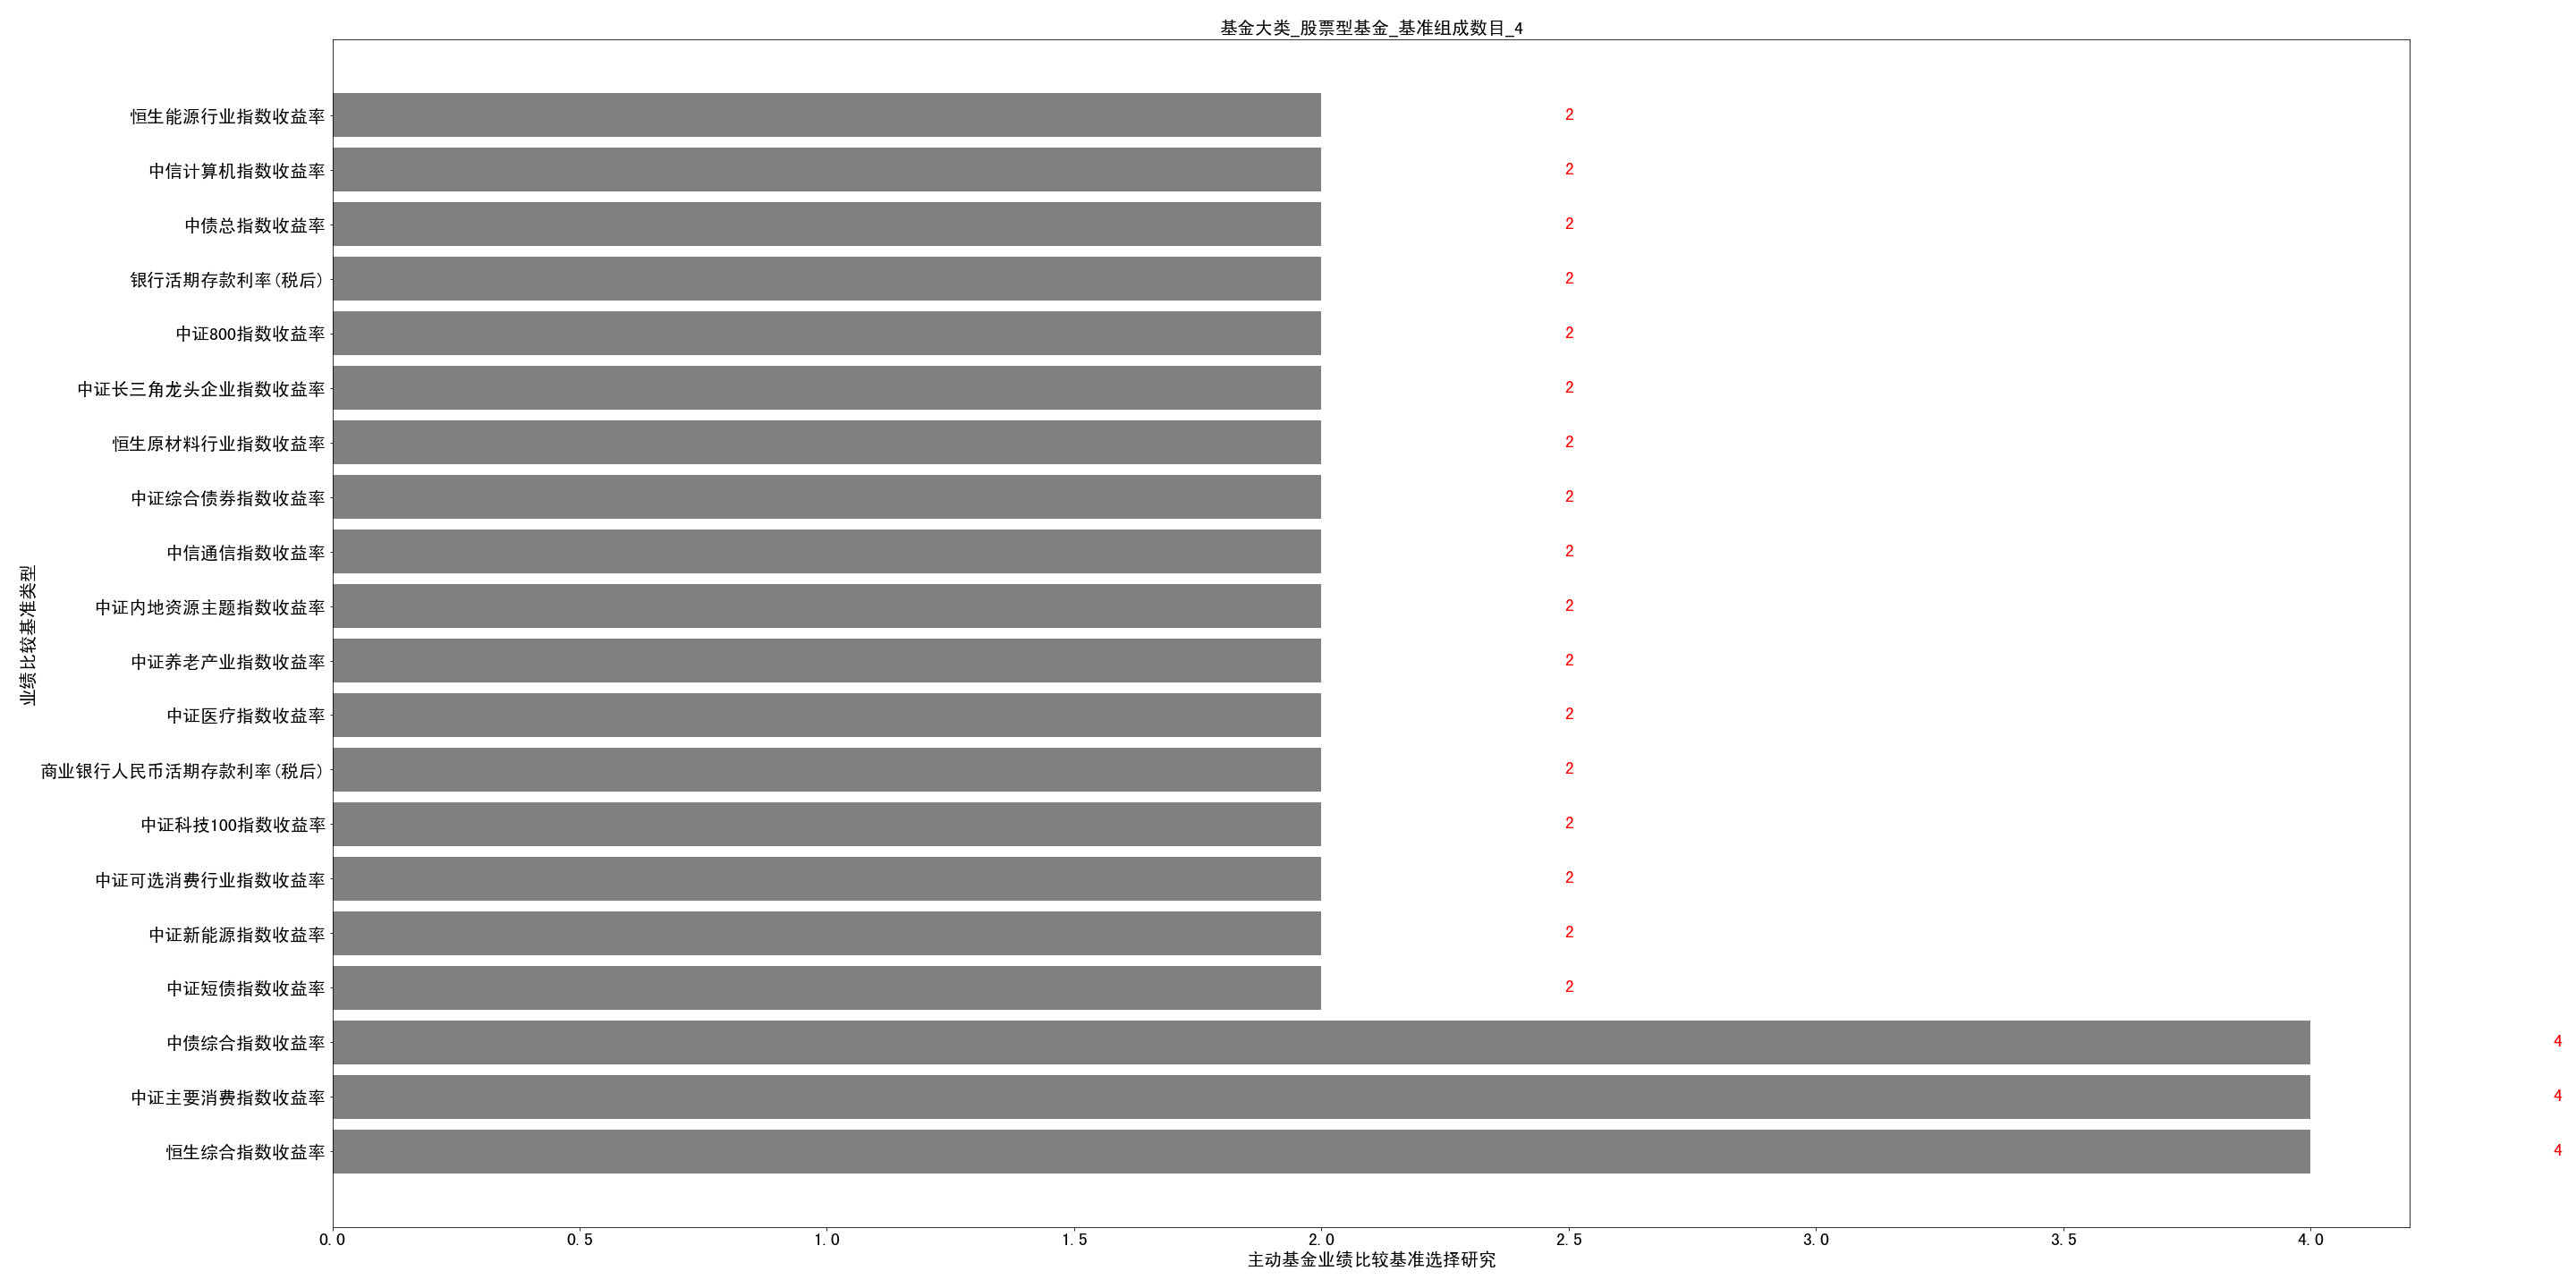 基金大类_股票型基金_基准组成数目_4
业绩比较基准类型
恒生能源行业指数收益率 2
中信计算机指数收益率 2
中债总指数收益率 2
银行活期存款利率(税后) 2
中证800指数收益率 2
中证长三角龙头企业指数收益率 2
恒生原材料行业指数收益率 2
中证综合债券指数收益率 2
中信通信指数收益率 2
中证内地资源主题指数收益率 2
中证养老产业指数收益率 2
中证医疗指数收益率 2
商业银行人民币活期存款利率(税后) 2
中证科技100指数收益率 2
中证可选消费行业指数收益率 2
中证新能源指数收益率 2
中证短债指数收益率 2
中债综合指数收益率 4
中证主要消费指数收益率 4
恒生综合指数收益率 4
0.0 0.5 1.0 1.5 2.0 2.5 3.0 3.5 4.0
主动基金业绩比较基准选择研究